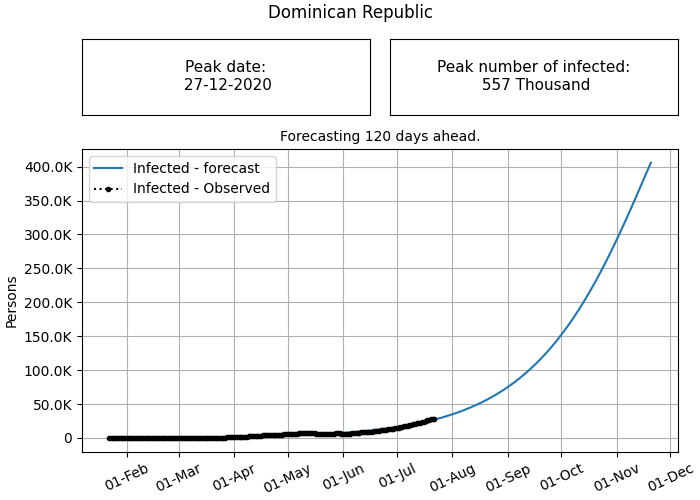 Dominican Republic
Peak date:
27-12-2020
Peak number of infected:
557 Thousand
Forecasting 120 days ahead.
Infected - forecast
Infected - Observed
Persons
400.0K
350.0K
300.0K
250.0K
200.0K
150.0K
100.0K
50.0K
0
01-Feb
01-Mar
01-Apr
01-May
01-Jun
01-Jul
01-Aug
01-Sep
01-Oct
01-Nov
01-Dec